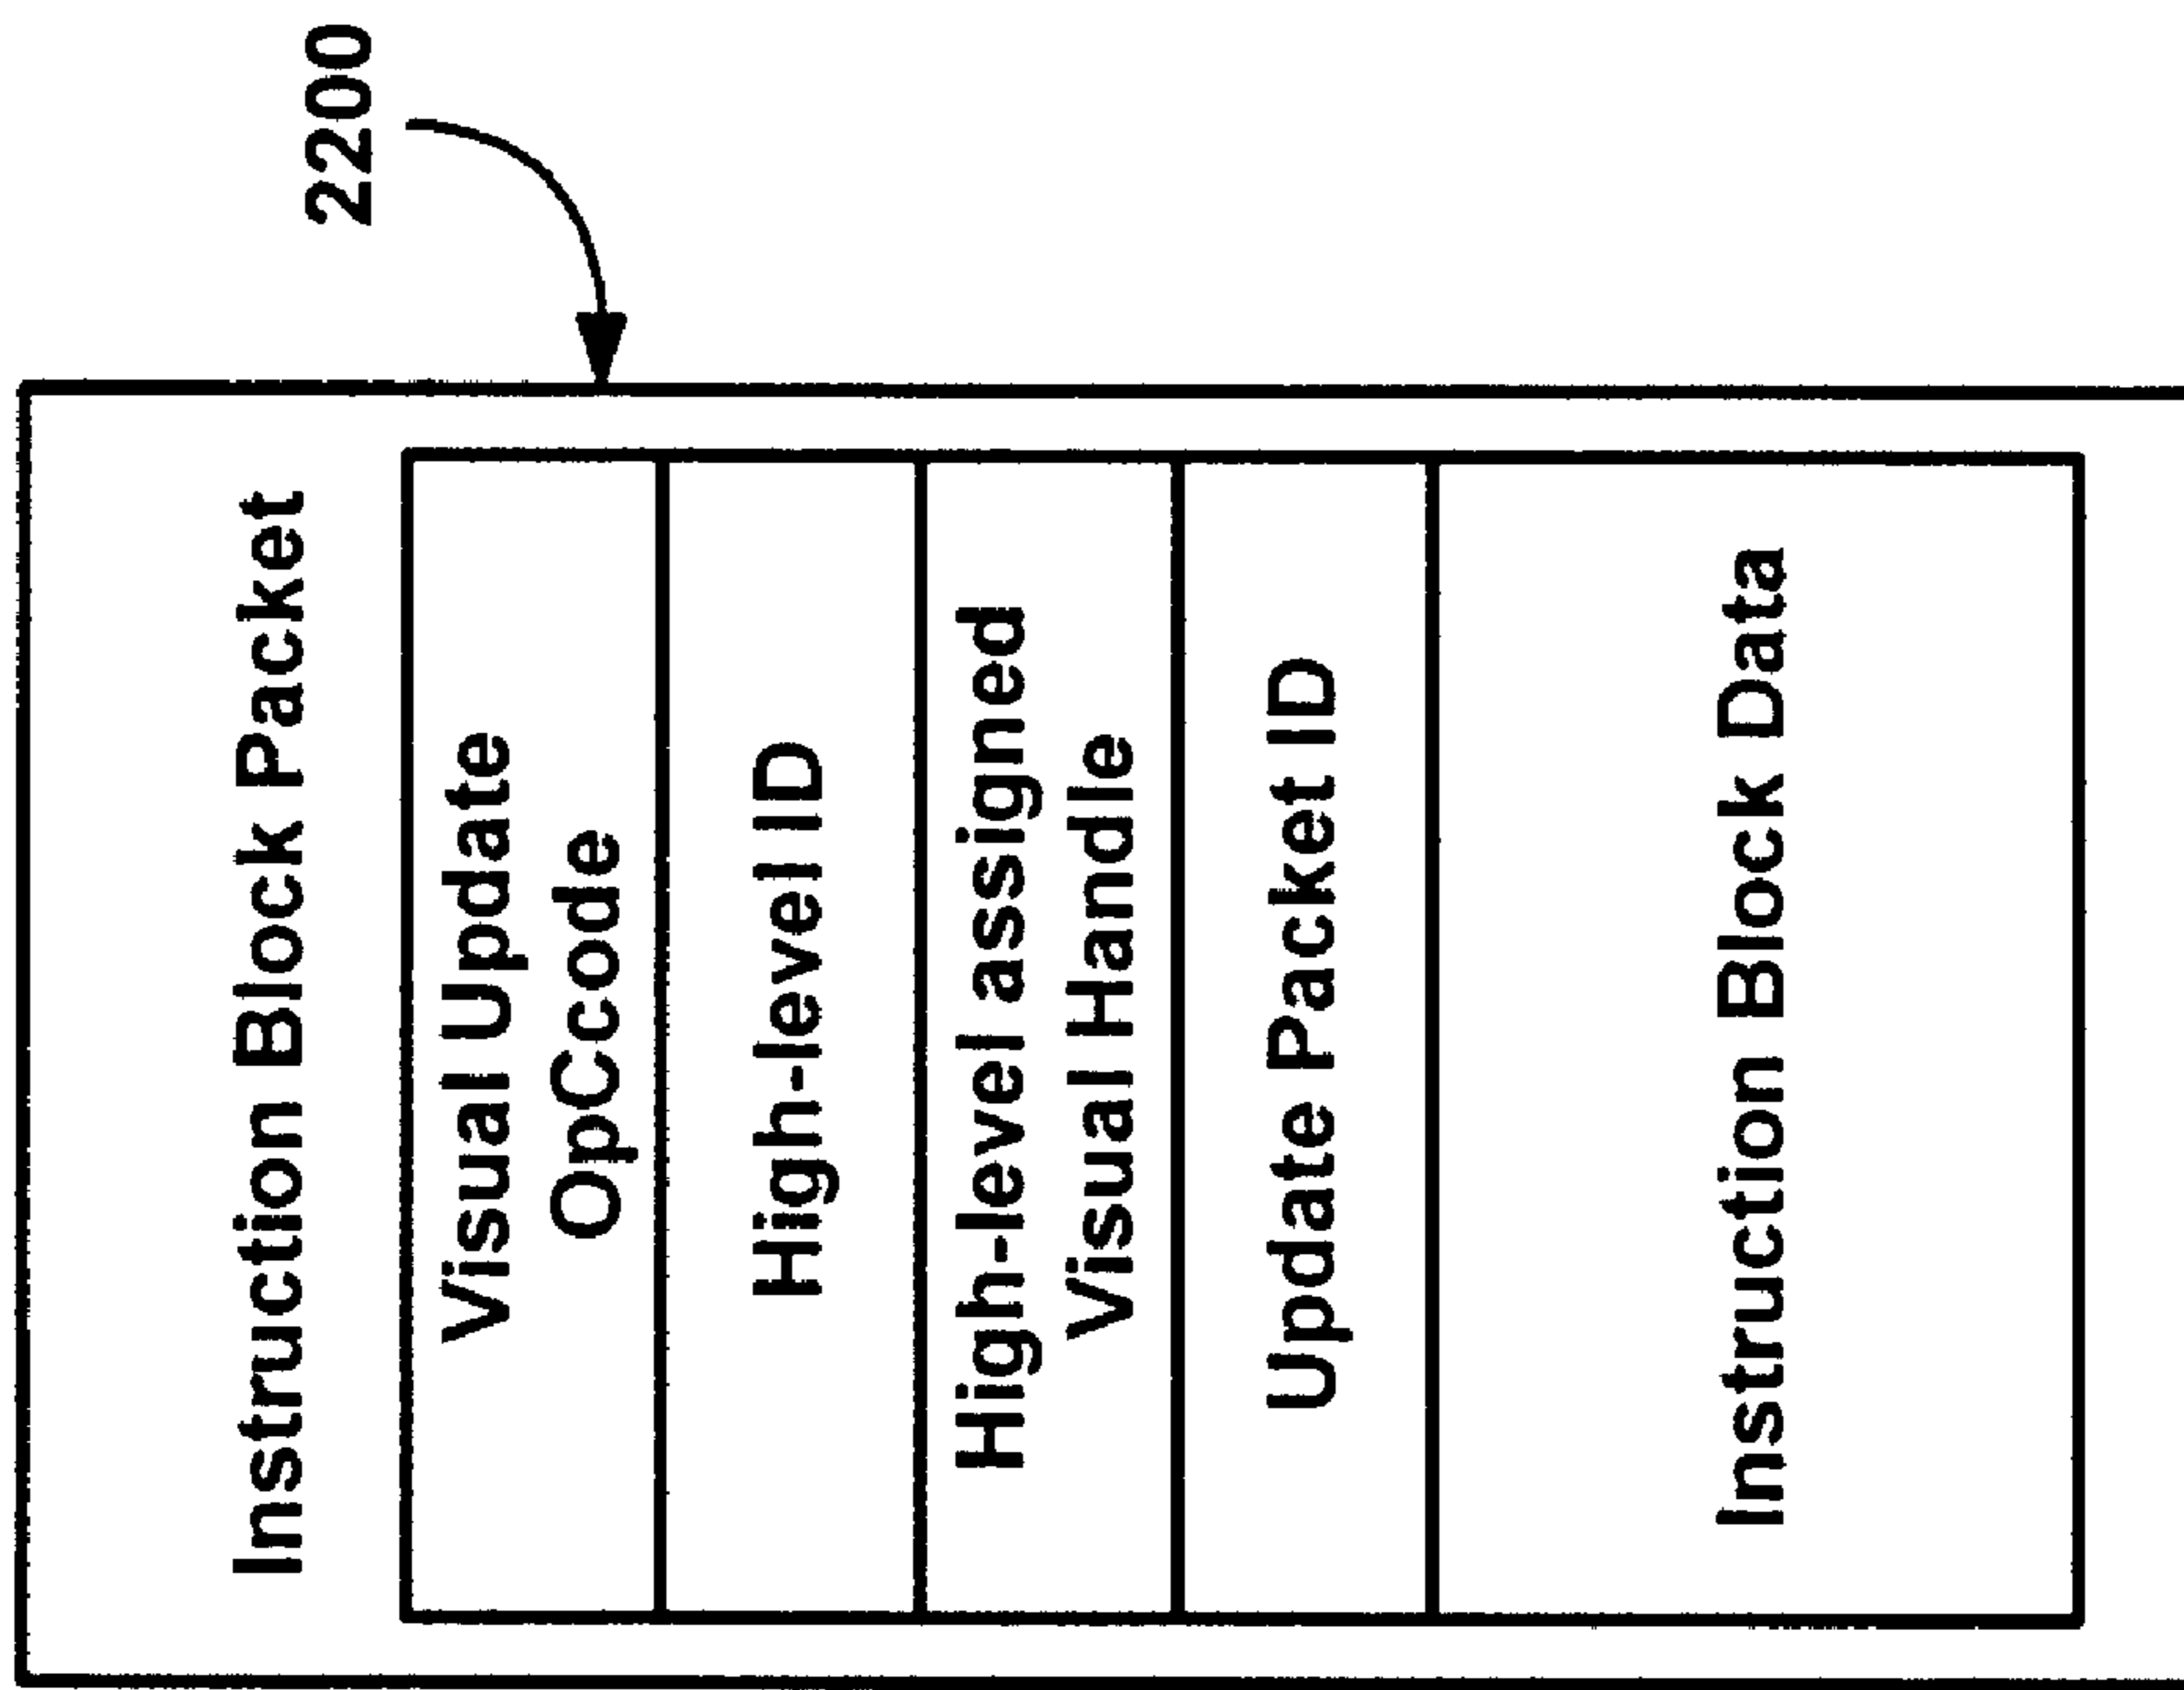 2200
Instruction Block Packet
Visual Update
OpCcode
High-level ID
High-level assigned
Visual Handle
Update Packet ID
Instruction Block Data